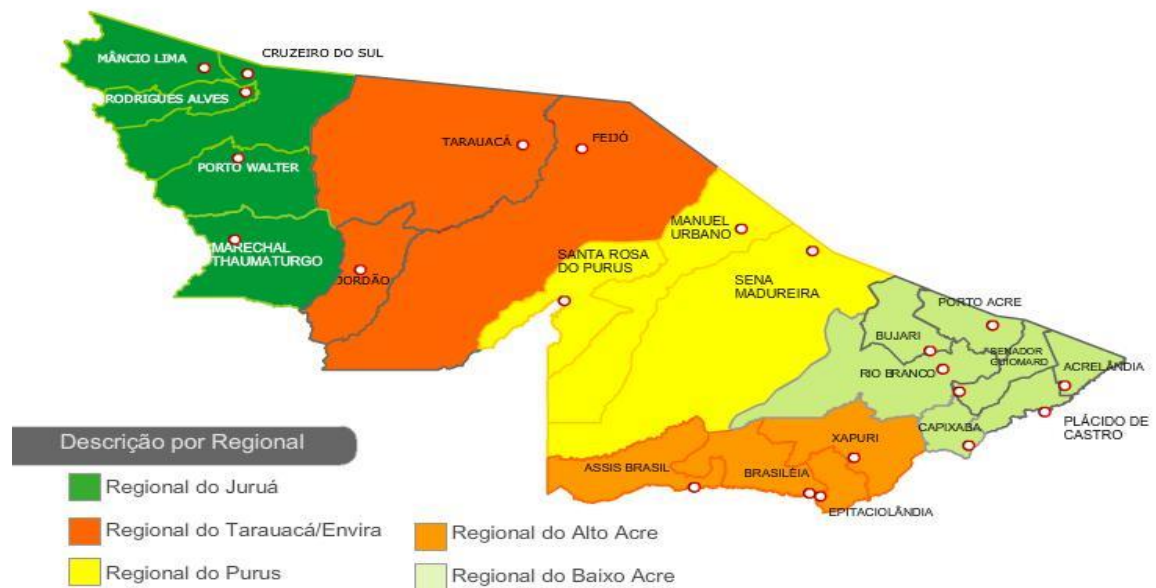 MÂNCIO LIMA
CRUZEIRO DO SUL
RODRIGUES ALVES
TARAUACÁ
FEIJÓ
PORTO WALTER
MARECHAL
THAUMATURGO
JORDÃO
MANUEL
URBANO
SANTA ROSA
DO PURUS
SENA
MADUREIRA
PORTO ACRE
BUJARI
SENADOR
GUIOMARD
RIO BRANCO
ACRELÂNDIA
PLÁCIDO DE
CASTRO
CAPIXABA
XAPURI
ASSIS BRASIL
BRASILÉIA
EPITACIOLÂNDIA
Descrição por Regional
Regional do Juruá
Regional do Tarauacá/Envira
Regional do Purus
Regional do Alto Acre
Regional do Baixo Acre